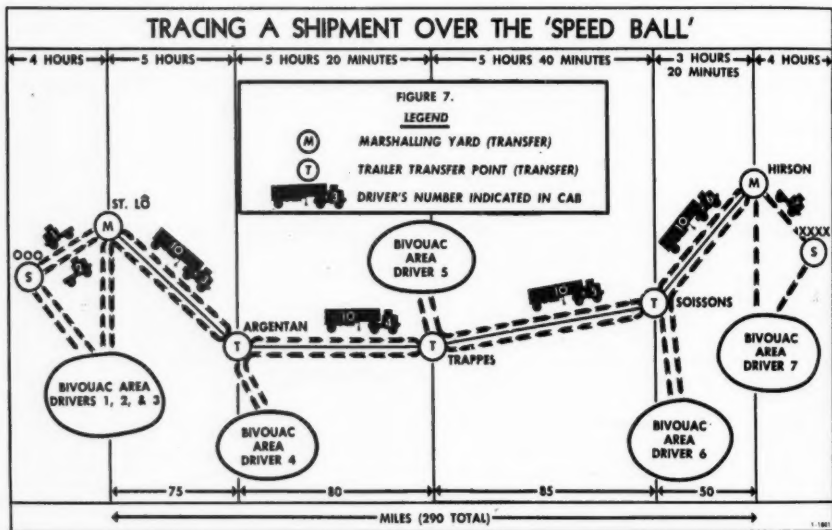 TRACING A SHIPMENT OVER THE 'SPEED BALL'
4 HOURS
5 HOURS
5 HOURS 20 MINUTES
5 HOURS 40 MINUTES
3 HOURS
20 MINUTES
4 HOURS
FIGURE 7.
LEGEND
M MARSHALLING YARD (TRANSFER)
T TRAILER TRANSFER POINT (TRANSFER)
DRIVER'S NUMBER INDICATED IN CAB
HIRSON
M
ST. LÔ
M
OOO
S
XXXX
S
10
10
10
10
BIVOUAC
AREA
DRIVER 5
ARGENTAN
T
TRAPPES
T
SOISSONS
T
BIVOUAC AREA
DRIVERS 1, 2, & 3
BIVOUAC
AREA
DRIVER 4
BIVOUAC
AREA
DRIVER 6
BIVOUAC
AREA
DRIVER 7
75
80
85
50
MILES (290 TOTAL)